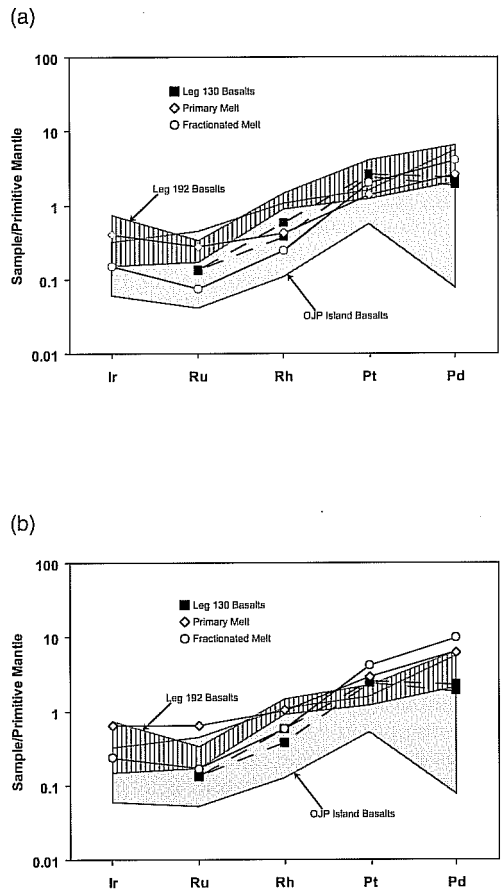 (a)
100
10
1
0.1
0.01
Sample/Primitive Mantle
Leg 130 Basalts
Primary Melt
Fractionated Melt
Leg 192 Basalts
OJP Island Basalts
Ir Ru Rh Pt Pd
(b)
100
10
1
0.1
0.01
Sample/Primitive Mantle
Leg 130 Basalts
Primary Melt
Fractionated Melt
Leg 192 Basalts
OJP Island Basalts
Ir Ru Rh Pt Pd